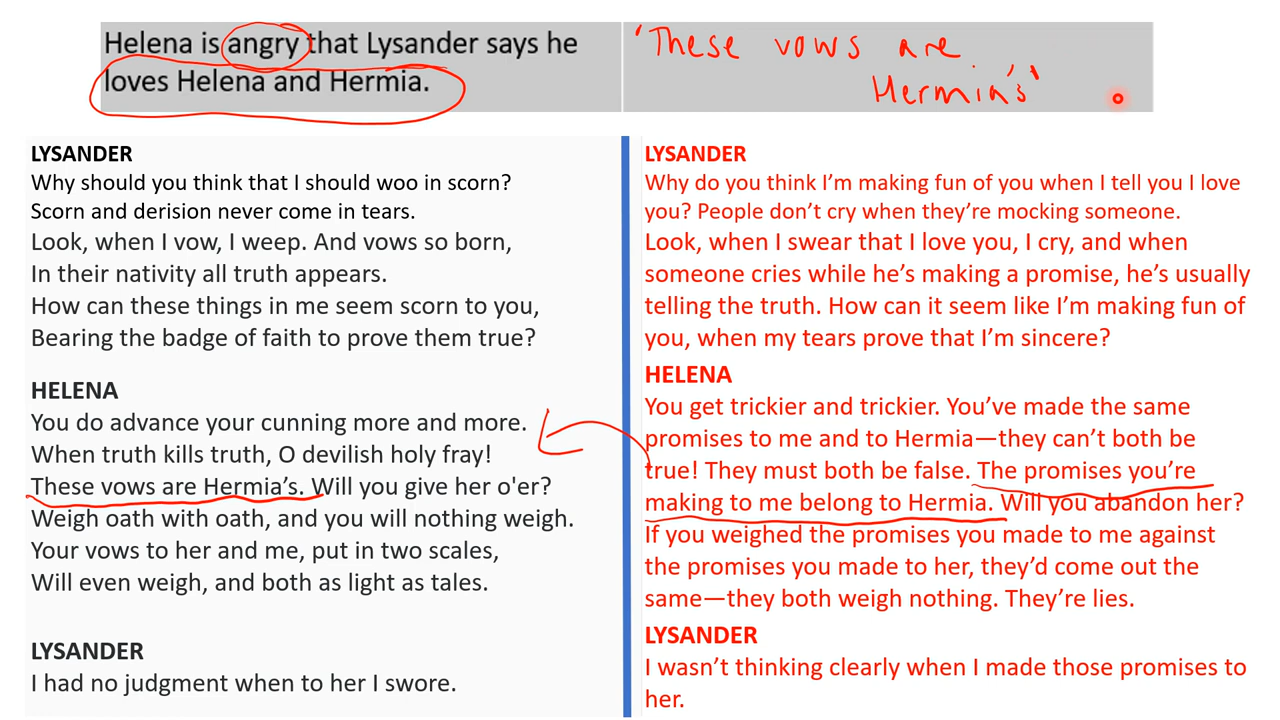 Helena is angry that Lysander says he
loves Helena and Hermia.
'These vows are
Hermia's'
LYSANDER
Why should you think that I should woo in scorn?
Scorn and derision never come in tears.
Look, when I vow, I weep. And vows so born,
In their nativity all truth appears.
How can these things in me seem scorn to you,
Bearing the badge of faith to prove them true?
HELENA
You do advance your cunning more and more.
When truth kills truth, O devilish holy fray!
These vows are Hermia's. Will you give her o'er?
Weigh oath with oath, and you will nothing weigh.
Your vows to her and me, put in two scales,
Will even weigh, and both as light as tales.
LYSANDER
I had no judgment when to her I swore.
LYSANDER
Why do you think I'm making fun of you when I tell you I love
you? People don't cry when they're mocking someone.
Look, when I swear that I love you, I cry, and when
someone cries while he's making a promise, he's usually
telling the truth. How can it seem like I'm making fun of
you, when my tears prove that I'm sincere?
HELENA
You get trickier and trickier. You've made the same
promises to me and to Hermia—they can't both be
true! They must both be false. The promises you're
making to me belong to Hermia. Will you abandon her?
If you weighed the promises you made to me against
the promises you made to her, they'd come out the
same—they both weigh nothing. They're lies.
LYSANDER
I wasn't thinking clearly when I made those promises to
her.